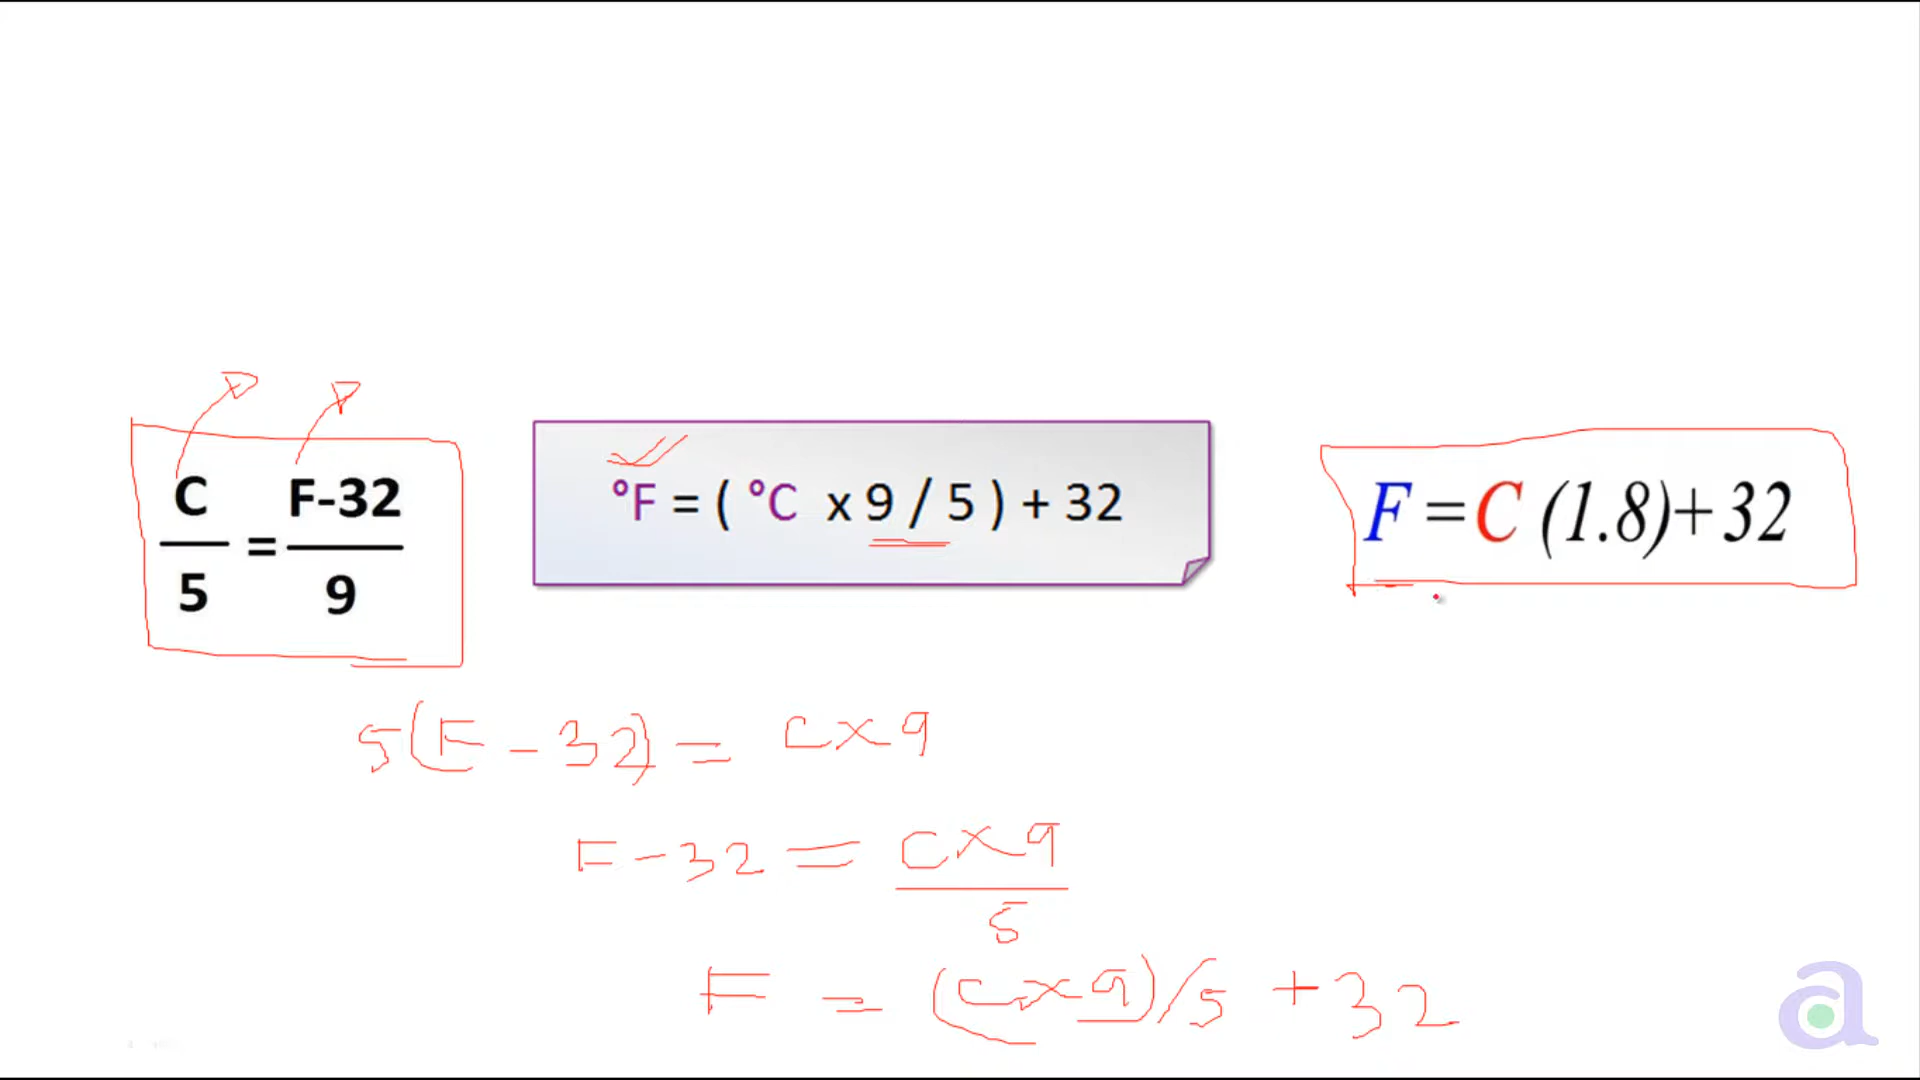 C/5 = F-32/9
°F = ( °C x 9 / 5 ) + 32
F = C (1.8)+32
5(F - 32) = C x 9
F - 32 = C x 9 / 5
F = (C x 9)/5 + 32
a